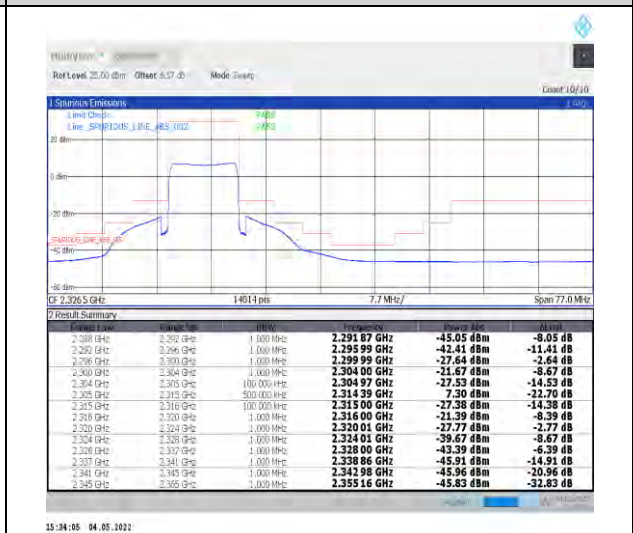 Ref Level 25.00 dBm Offset 6.57 dB Mode Sweep
Count 10/10
1 Spurious Emissions
Limit Check PASS
Line _SPURIOUS_LINE_ABS_002 PASS
20 dBm
0 dBm
-20 dBm
-40 dBm
-60 dBm
CF 2.3265 GHz 14014 pts 7.7 MHz/ Span 77.0 MHz
2 Result Summary
Range Low Range Up RBW Frequency Power Abs ΔLimit
2.288 GHz 2.292 GHz 1.000 MHz 2.291 87 GHz -45.05 dBm -8.05 dB
2.292 GHz 2.296 GHz 1.000 MHz 2.295 99 GHz -42.41 dBm -11.41 dB
2.296 GHz 2.300 GHz 1.000 MHz 2.299 99 GHz -27.64 dBm -2.64 dB
2.300 GHz 2.304 GHz 1.000 MHz 2.304 00 GHz -21.67 dBm -8.67 dB
2.304 GHz 2.305 GHz 100.000 kHz 2.304 97 GHz -27.53 dBm -14.53 dB
2.305 GHz 2.315 GHz 500.000 kHz 2.314 39 GHz 7.30 dBm -22.70 dB
2.315 GHz 2.316 GHz 100.000 kHz 2.315 00 GHz -27.38 dBm -14.38 dB
2.316 GHz 2.320 GHz 1.000 MHz 2.316 00 GHz -21.39 dBm -8.39 dB
2.320 GHz 2.324 GHz 1.000 MHz 2.320 01 GHz -27.77 dBm -2.77 dB
2.324 GHz 2.328 GHz 1.000 MHz 2.324 01 GHz -39.67 dBm -8.67 dB
2.328 GHz 2.337 GHz 1.000 MHz 2.328 00 GHz -43.39 dBm -6.39 dB
2.337 GHz 2.341 GHz 1.000 MHz 2.338 86 GHz -45.91 dBm -14.91 dB
2.341 GHz 2.345 GHz 1.000 MHz 2.342 98 GHz -45.96 dBm -20.96 dB
2.345 GHz 2.365 GHz 1.000 MHz 2.355 16 GHz -45.83 dBm -32.83 dB
15:34:05 04.05.2022